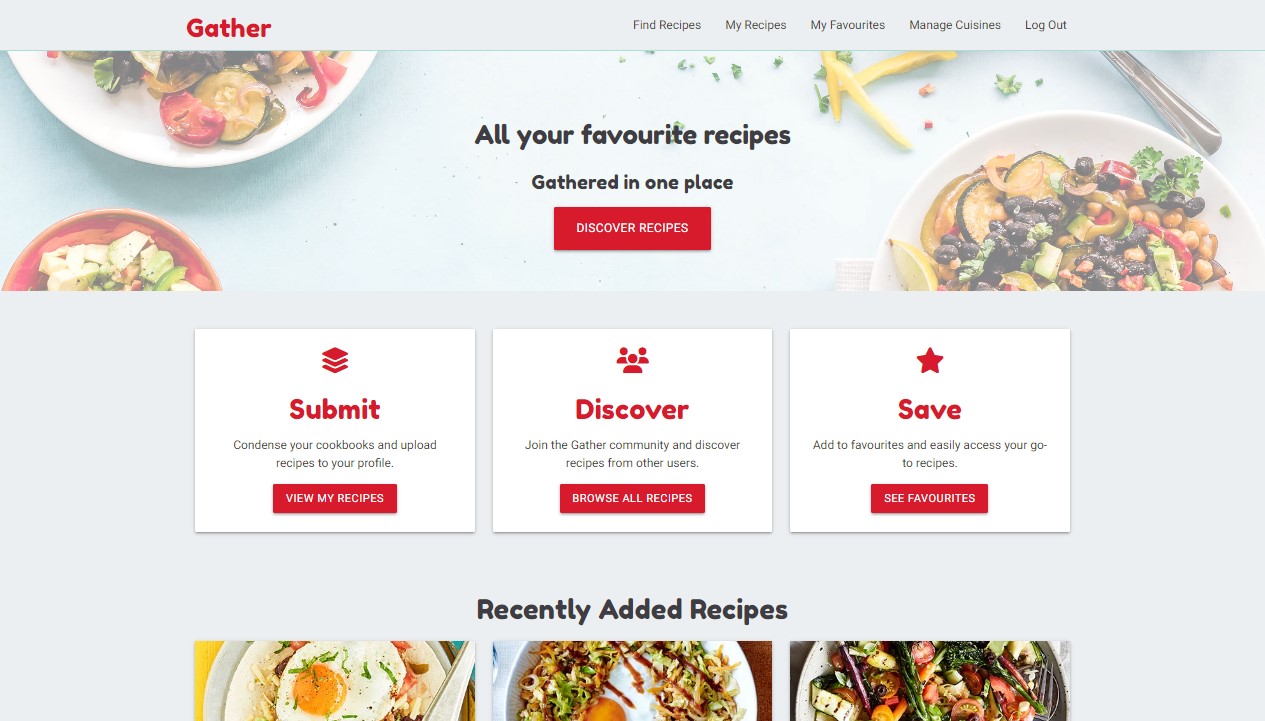 Gather
Find Recipes
My Recipes
My Favourites
Manage Cuisines
Log Out
All your favourite recipes
Gathered in one place
DISCOVER RECIPES
Submit
Condense your cookbooks and upload
recipes to your profile.
VIEW MY RECIPES
Discover
Join the Gather community and discover
recipes from other users.
BROWSE ALL RECIPES
Save
Add to favourites and easily access your go-
to recipes.
SEE FAVOURITES
Recently Added Recipes